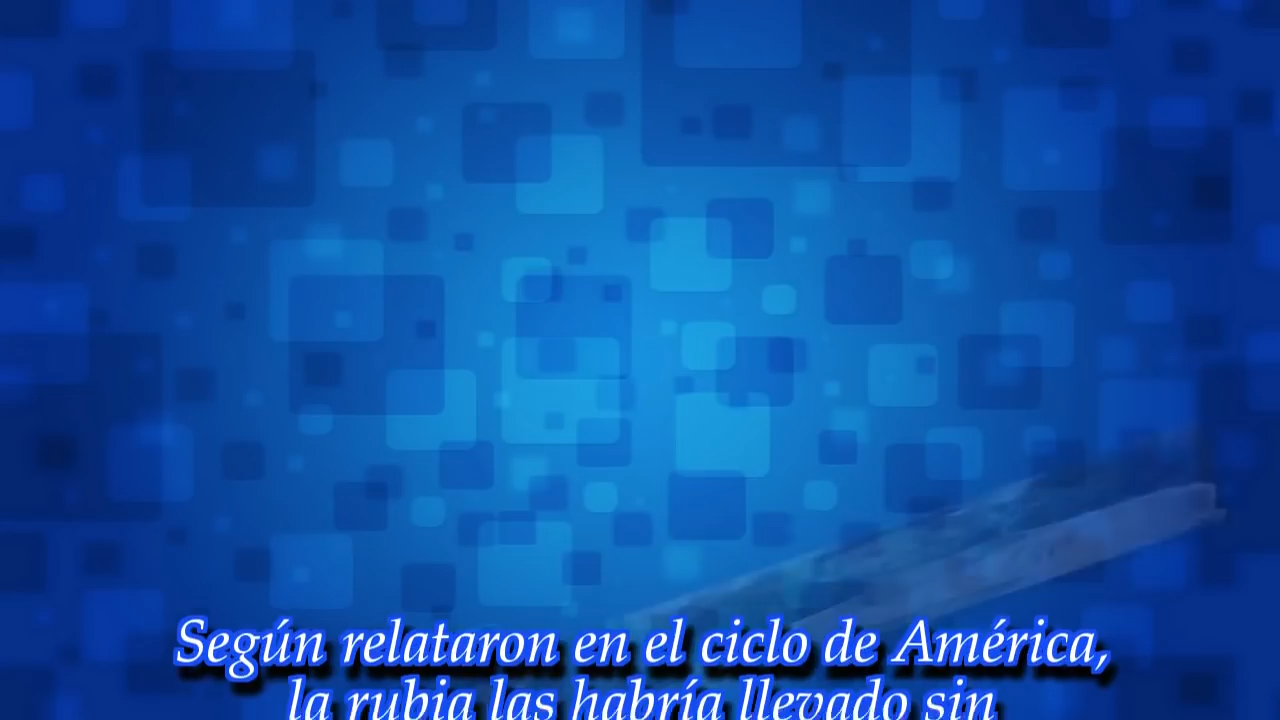 Según relataron en el ciclo de América,
la rubia las habría llevado sin